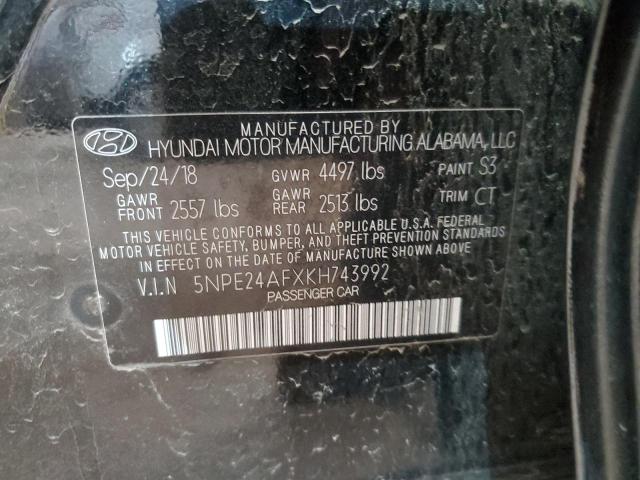 MANUFACTURED BY
HYUNDAI MOTOR MANUFACTURING ALABAMA, LLC
Sep/24/18 GVWR 4497 lbs PAINT S3
GAWR FRONT 2557 lbs GAWR REAR 2513 lbs TRIM CT
THIS VEHICLE CONFORMS TO ALL APPLICABLE U.S.A. FEDERAL
MOTOR VEHICLE SAFETY, BUMPER, AND THEFT PREVENTION STANDARDS
IN EFFECT ON THE DATE OF MANUFACTURE SHOWN ABOVE
V.I.N 5NPE24AFXKH743992
PASSENGER CAR